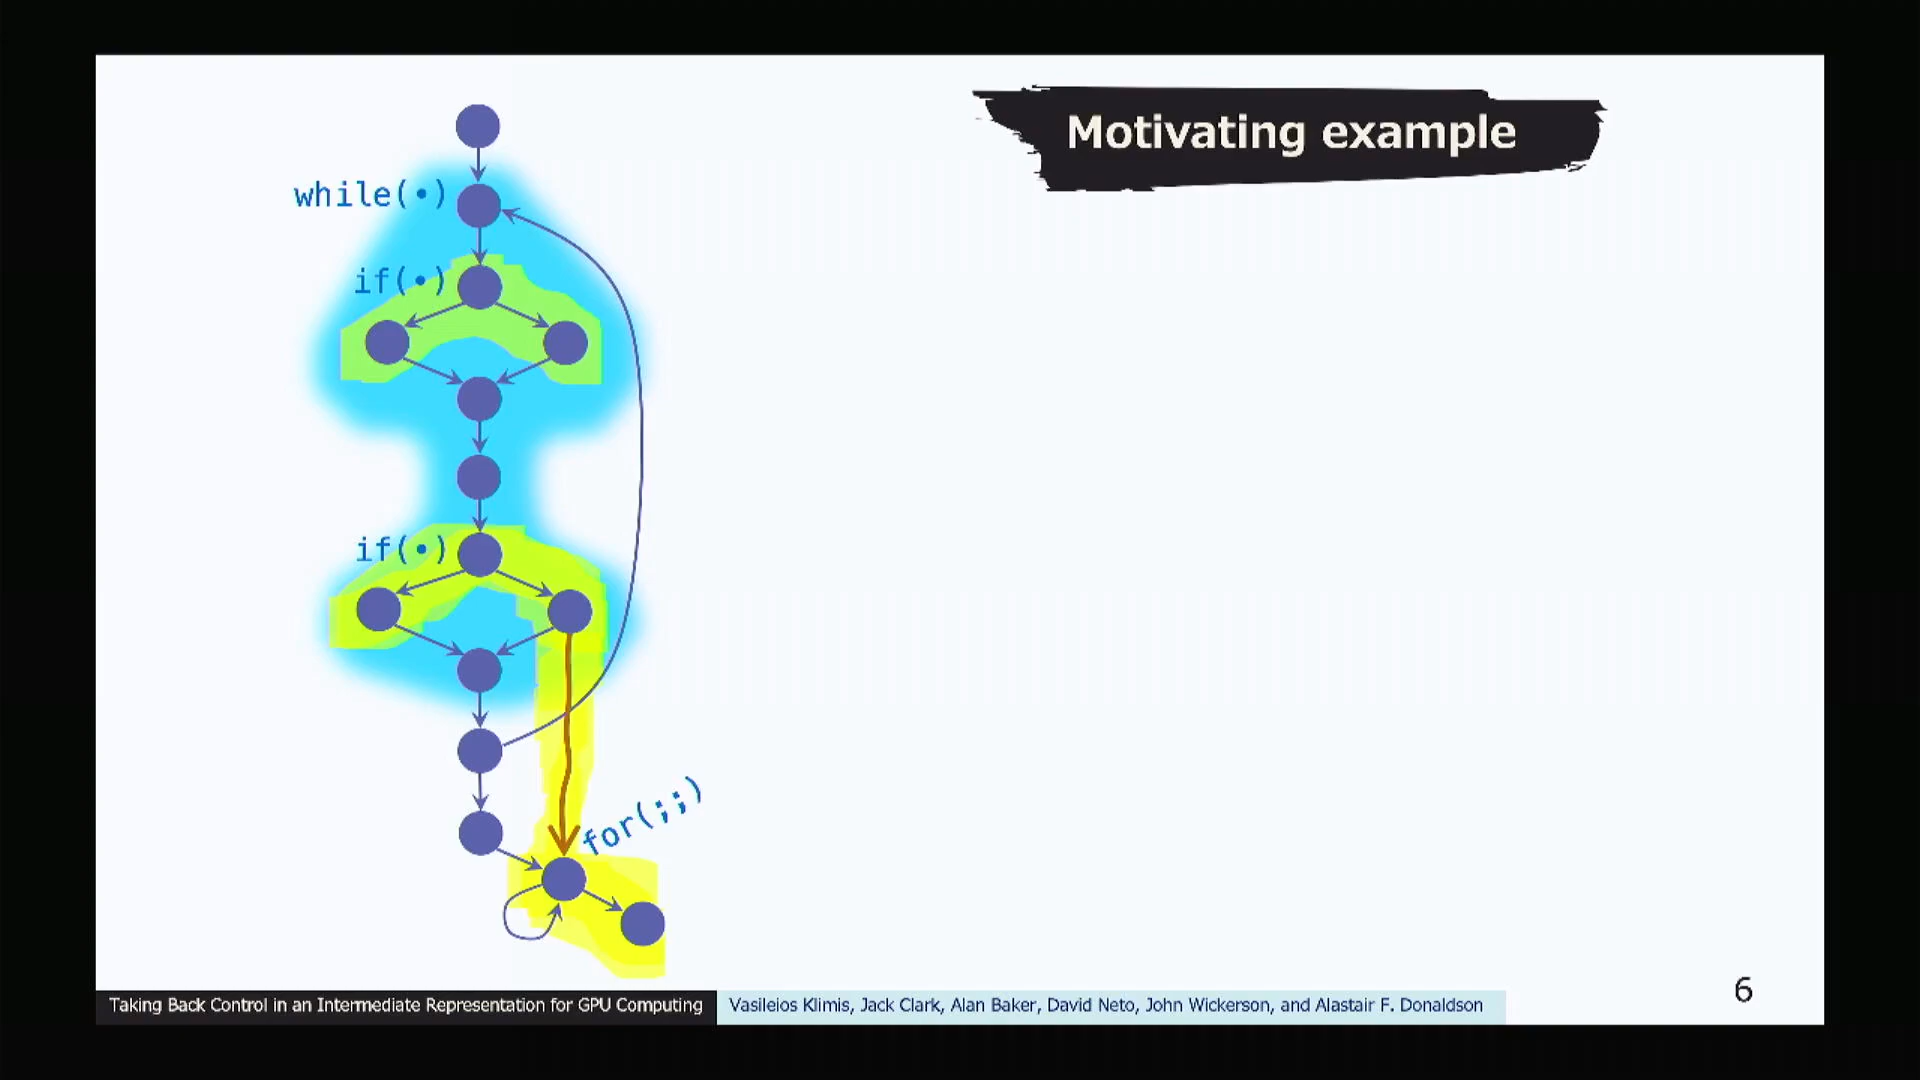 Motivating example
while(•)
if(•)
if(•)
for(;;)
6
Taking Back Control in an Intermediate Representation for GPU Computing
Vasileios Klimis, Jack Clark, Alan Baker, David Neto, John Wickerson, and Alastair F. Donaldson